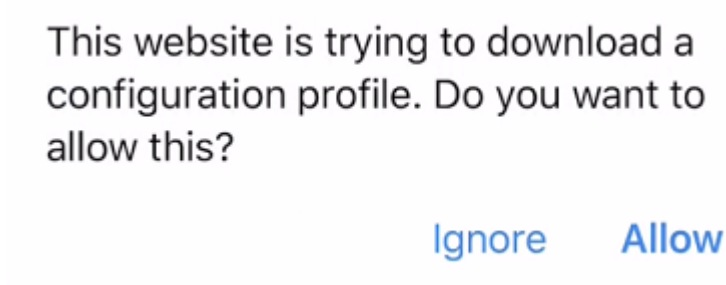 This website is trying to download a
configuration profile. Do you want to
allow this?
Ignore Allow